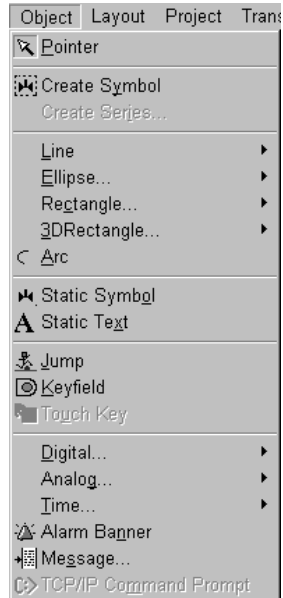 Object Layout Project Trans
Pointer
Create Symbol
Create Series...
Line
Ellipse...
Rectangle...
3DRectangle...
Arc
Static Symbol
A Static Text
Jump
Keyfield
Touch Key
Digital...
Analog...
Time...
Alarm Banner
Message...
TCP/IP Command Prompt